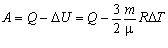 A = Q − ΔU = Q − 3/2 m/μ RΔT